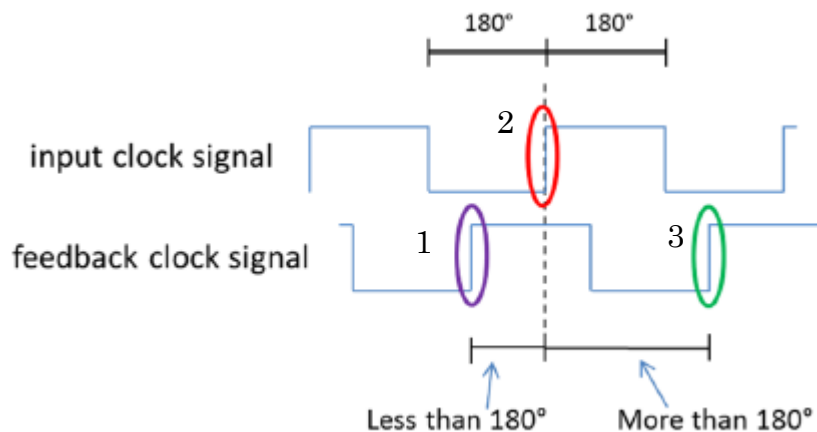 180° 180°
2
input clock signal
1 3
feedback clock signal
Less than 180° More than 180°